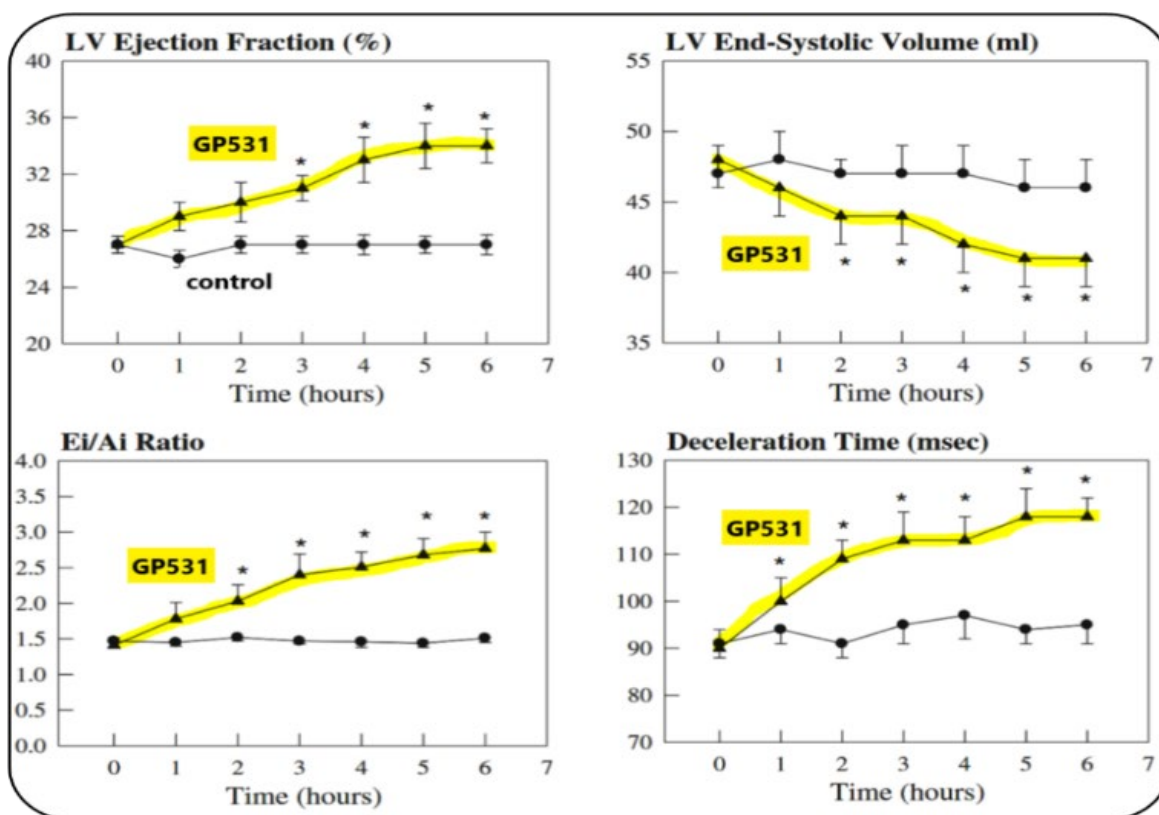 LV Ejection Fraction (%)
40
36
32
28
24
20
GP531
*
*
*
*
control
0 1 2 3 4 5 6 7
Time (hours)
LV End-Systolic Volume (ml)
55
50
45
40
35
GP531
* * * * *
0 1 2 3 4 5 6 7
Time (hours)
Ei/Ai Ratio
4.0
3.5
3.0
2.5
2.0
1.5
1.0
0.5
0.0
GP531
* * * * *
0 1 2 3 4 5 6 7
Time (hours)
Deceleration Time (msec)
130
120
110
100
90
80
70
GP531
* * * * * *
0 1 2 3 4 5 6 7
Time (hours)